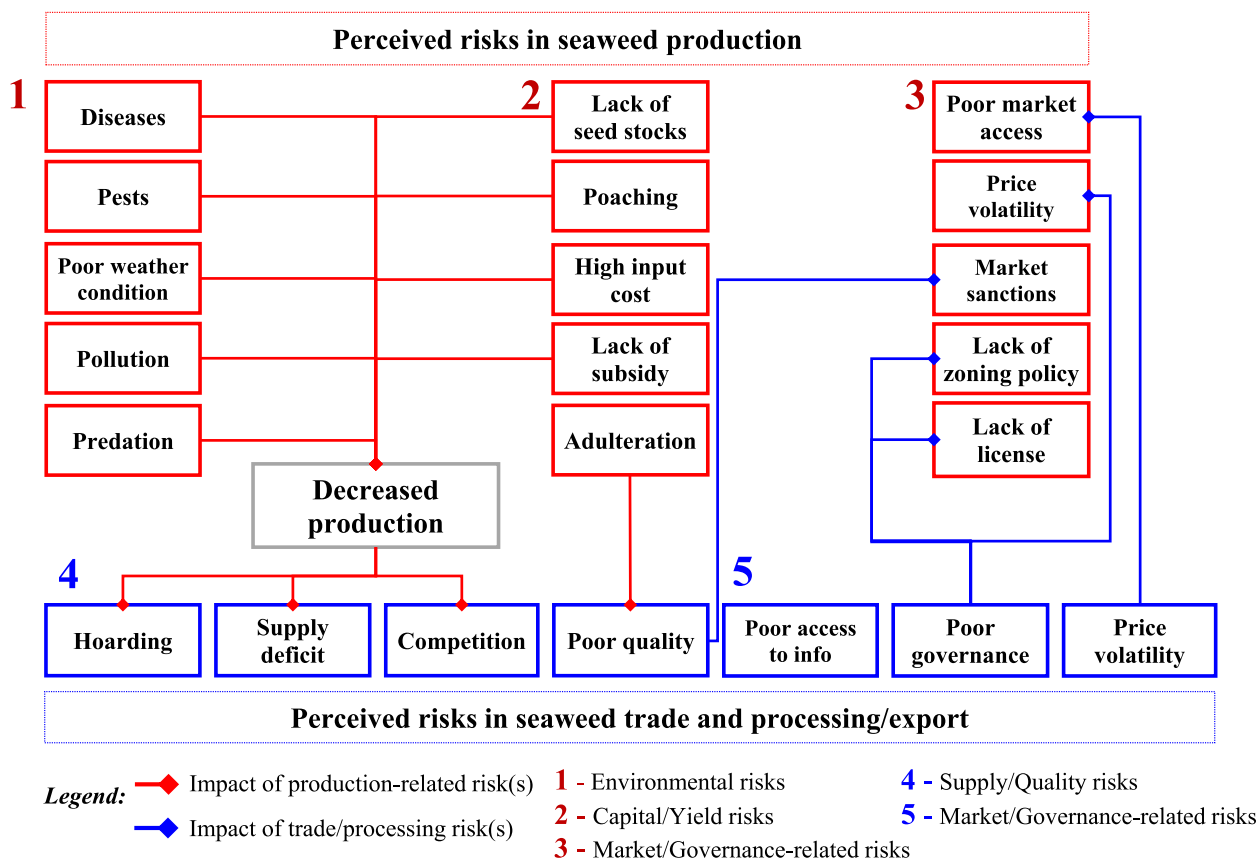 Perceived risks in seaweed production
1
Diseases
Pests
Poor weather
condition
Pollution
Predation
2
Lack of
seed stocks
Poaching
High input
cost
Lack of
subsidy
Adulteration
3
Poor market
access
Price
volatility
Market
sanctions
Lack of
zoning policy
Lack of
license
Decreased
production
4
Hoarding
Supply
deficit
Competition
Poor quality
5
Poor access
to info
Poor
governance
Price
volatility
Perceived risks in seaweed trade and processing/export
Legend:
Impact of production-related risk(s)
Impact of trade/processing risk(s)
1 - Environmental risks
2 - Capital/Yield risks
3 - Market/Governance-related risks
4 - Supply/Quality risks
5 - Market/Governance-related risks